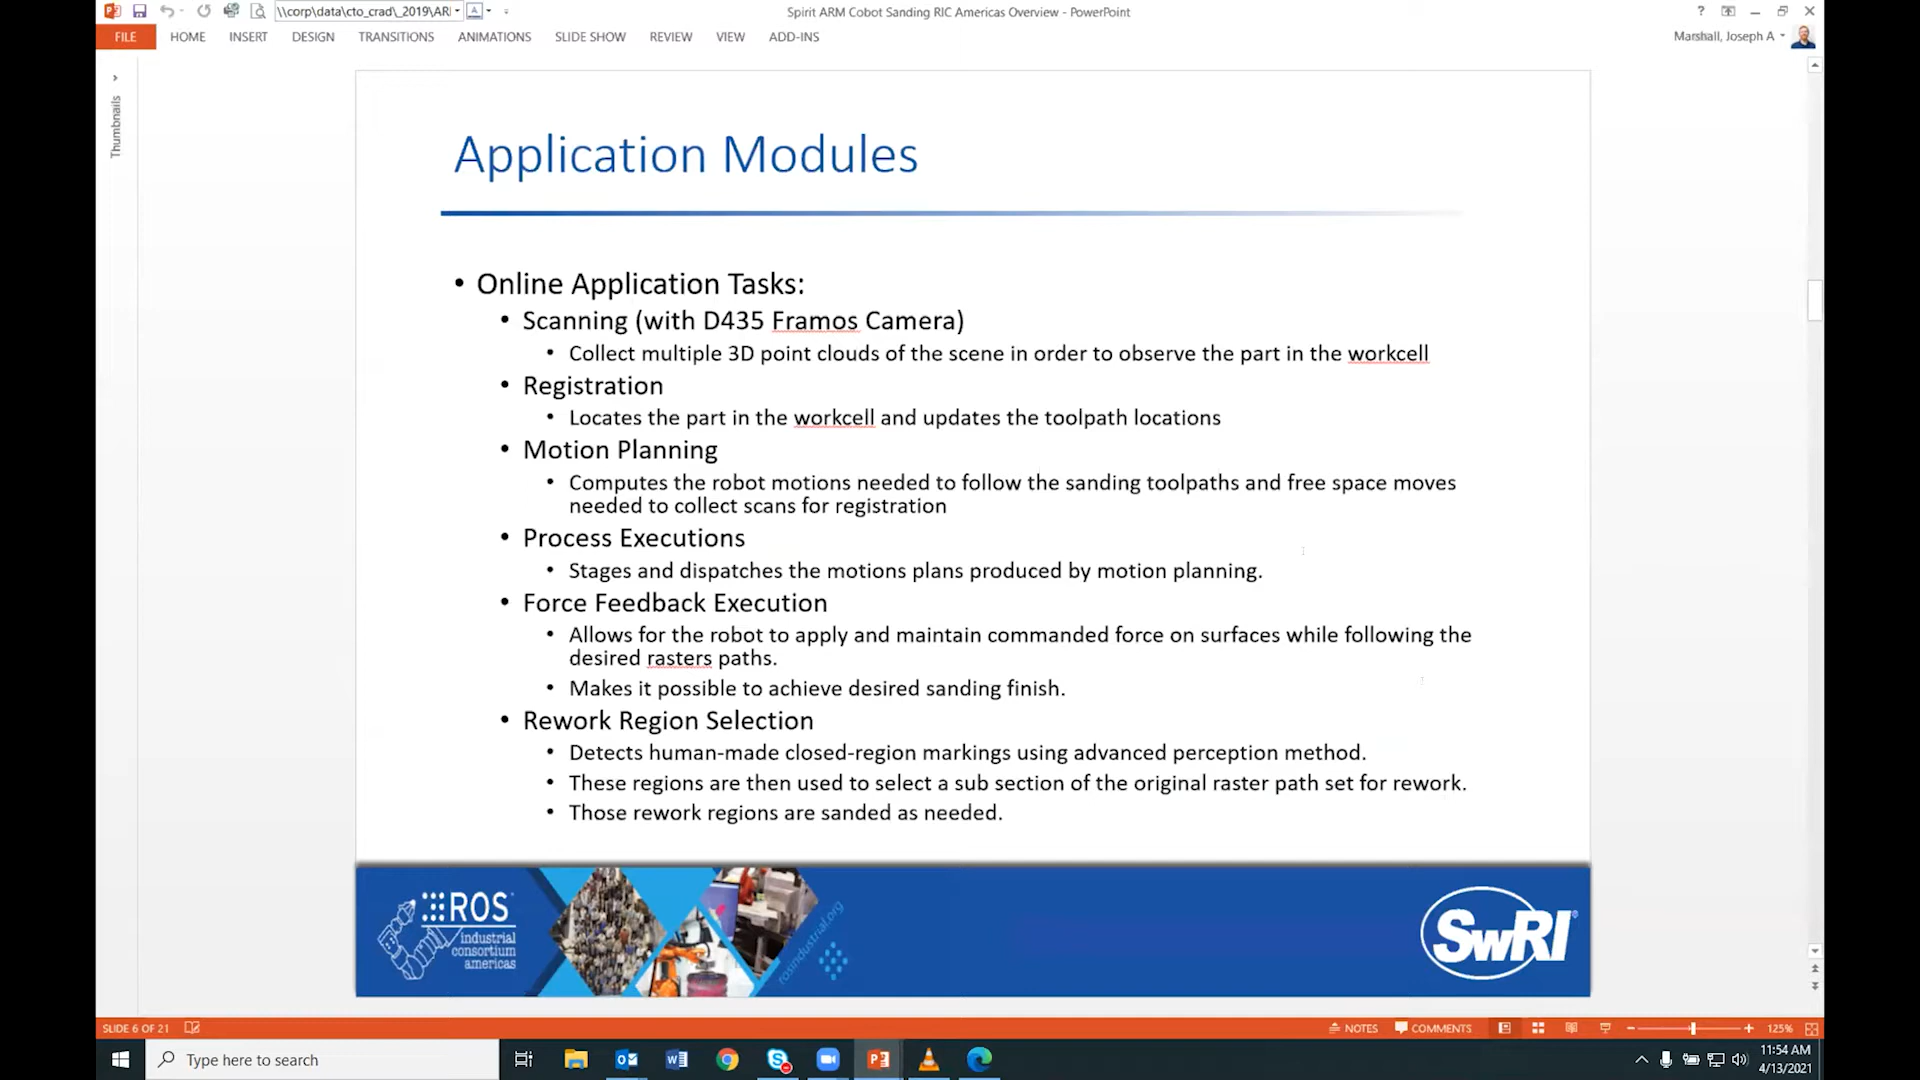 \\corp\data\cto_crad\_2019\ARI
Spirit ARM Cobot Sanding RIC Americas Overview - PowerPoint
FILE HOME INSERT DESIGN TRANSITIONS ANIMATIONS SLIDE SHOW REVIEW VIEW ADD-INS
Marshall, Joseph A
Thumbnails
Application Modules
• Online Application Tasks:
• Scanning (with D435 Framos Camera)
• Collect multiple 3D point clouds of the scene in order to observe the part in the workcell
• Registration
• Locates the part in the workcell and updates the toolpath locations
• Motion Planning
• Computes the robot motions needed to follow the sanding toolpaths and free space moves
needed to collect scans for registration
• Process Executions
• Stages and dispatches the motions plans produced by motion planning.
• Force Feedback Execution
• Allows for the robot to apply and maintain commanded force on surfaces while following the
desired rasters paths.
• Makes it possible to achieve desired sanding finish.
• Rework Region Selection
• Detects human-made closed-region markings using advanced perception method.
• These regions are then used to select a sub section of the original raster path set for rework.
• Those rework regions are sanded as needed.
ROS
industrial
consortium
americas
rosindustrial.org
SwRI®
SLIDE 6 OF 21
NOTES
COMMENTS
125%
Type here to search
11:54 AM
4/13/2021